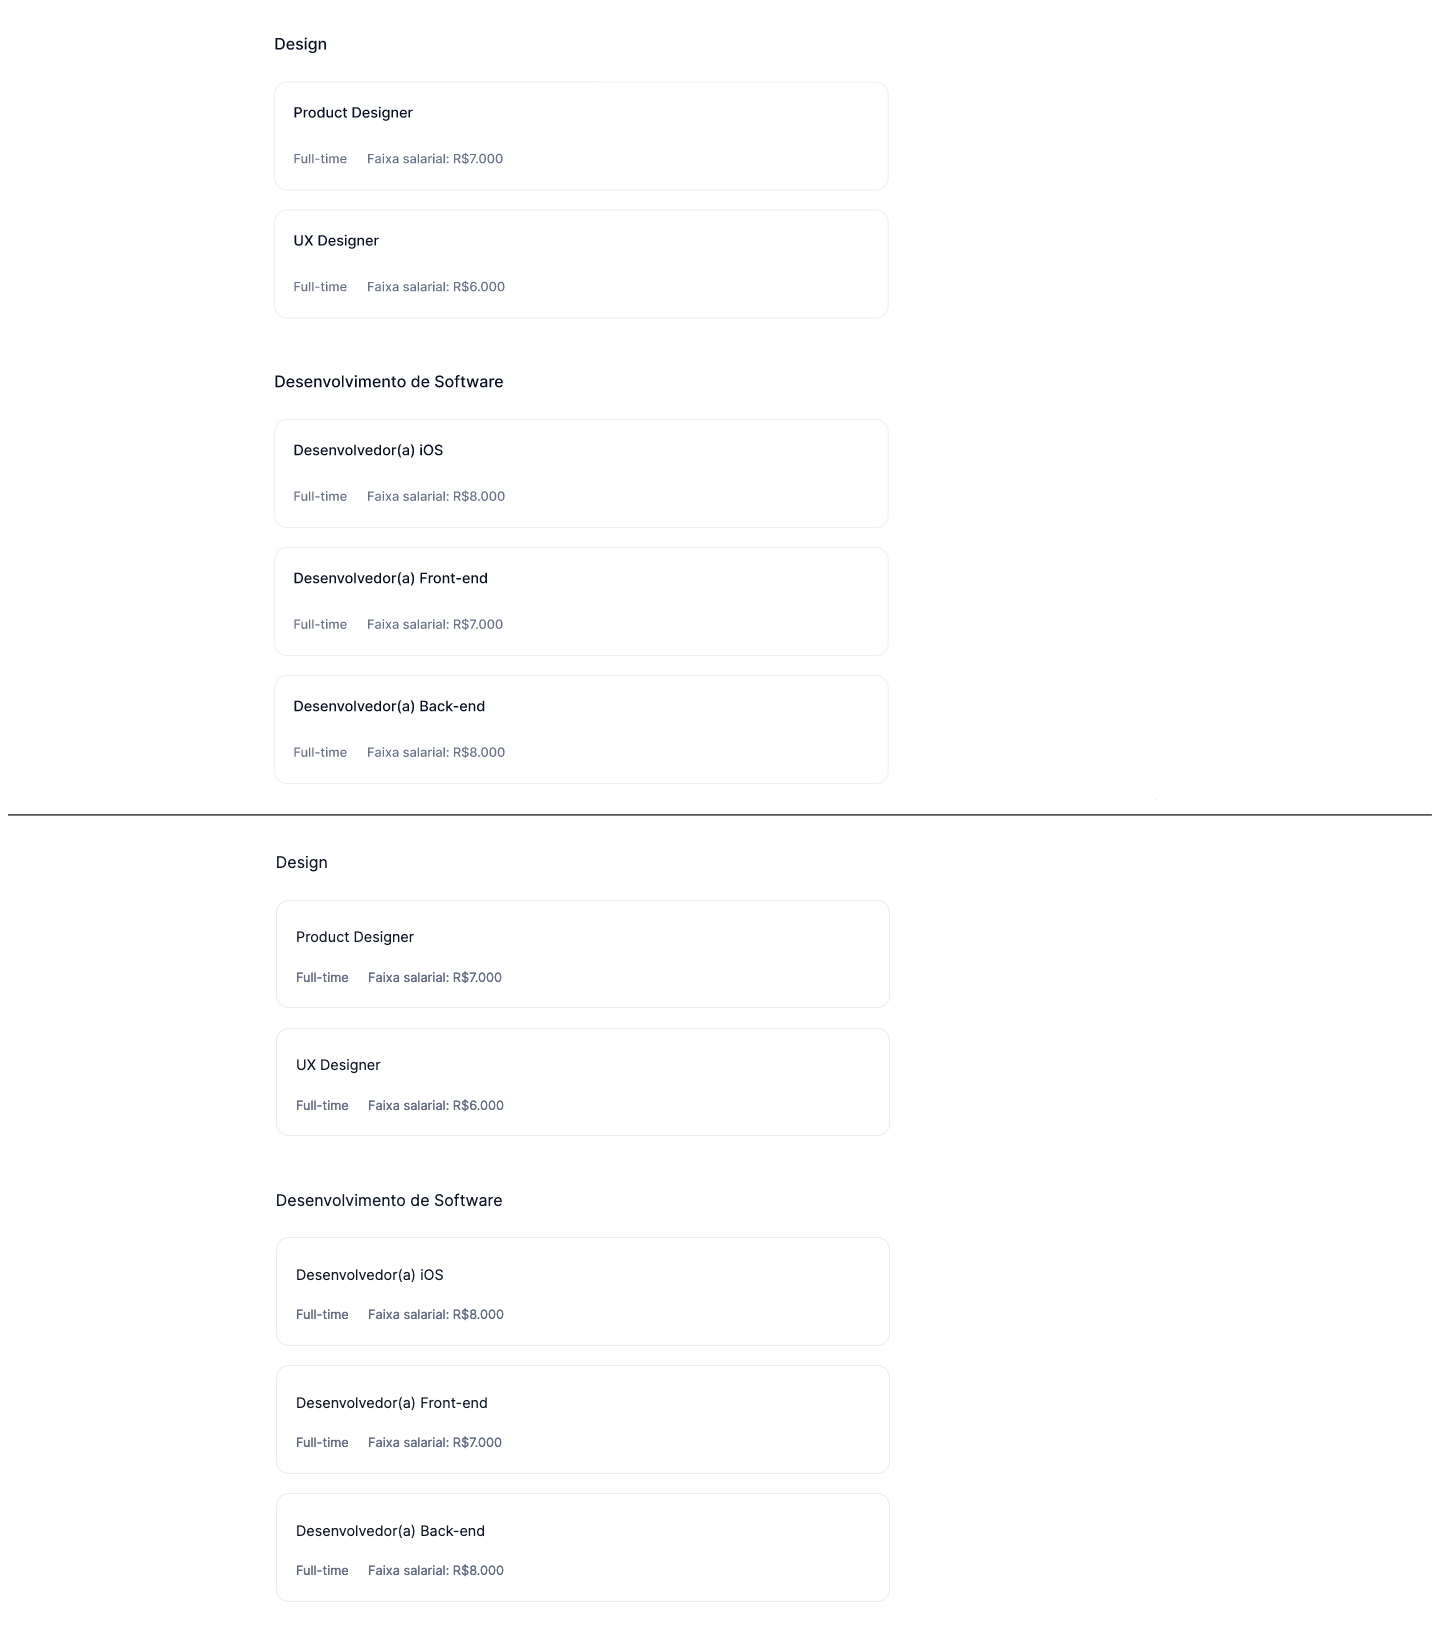 Design
Product Designer
Full-time Faixa salarial: R$7.000
UX Designer
Full-time Faixa salarial: R$6.000
Desenvolvimento de Software
Desenvolvedor(a) iOS
Full-time Faixa salarial: R$8.000
Desenvolvedor(a) Front-end
Full-time Faixa salarial: R$7.000
Desenvolvedor(a) Back-end
Full-time Faixa salarial: R$8.000
Design
Product Designer
Full-time Faixa salarial: R$7.000
UX Designer
Full-time Faixa salarial: R$6.000
Desenvolvimento de Software
Desenvolvedor(a) iOS
Full-time Faixa salarial: R$8.000
Desenvolvedor(a) Front-end
Full-time Faixa salarial: R$7.000
Desenvolvedor(a) Back-end
Full-time Faixa salarial: R$8.000